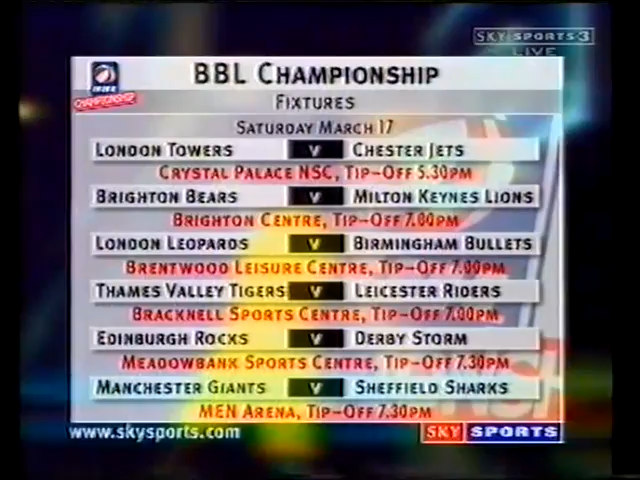 SKY SPORTS 3
LIVE
BBL CHAMPIONSHIP
BBL
CHAMPIONSHIP
FIXTURES
SATURDAY MARCH 17
LONDON TOWERS V CHESTER JETS
CRYSTAL PALACE NSC, TIP-OFF 5.30PM
BRIGHTON BEARS V MILTON KEYNES LIONS
BRIGHTON CENTRE, TIP-OFF 7.00PM
LONDON LEOPARDS V BIRMINGHAM BULLETS
BRENTWOOD LEISURE CENTRE, TIP-OFF 7.00PM
THAMES VALLEY TIGERS V LEICESTER RIDERS
BRACKNELL SPORTS CENTRE, TIP-OFF 7.00PM
EDINBURGH ROCKS V DERBY STORM
MEADOWBANK SPORTS CENTRE, TIP-OFF 7.30PM
MANCHESTER GIANTS V SHEFFIELD SHARKS
MEN ARENA, TIP-OFF 7.30PM
www.skysports.com SKY SPORTS